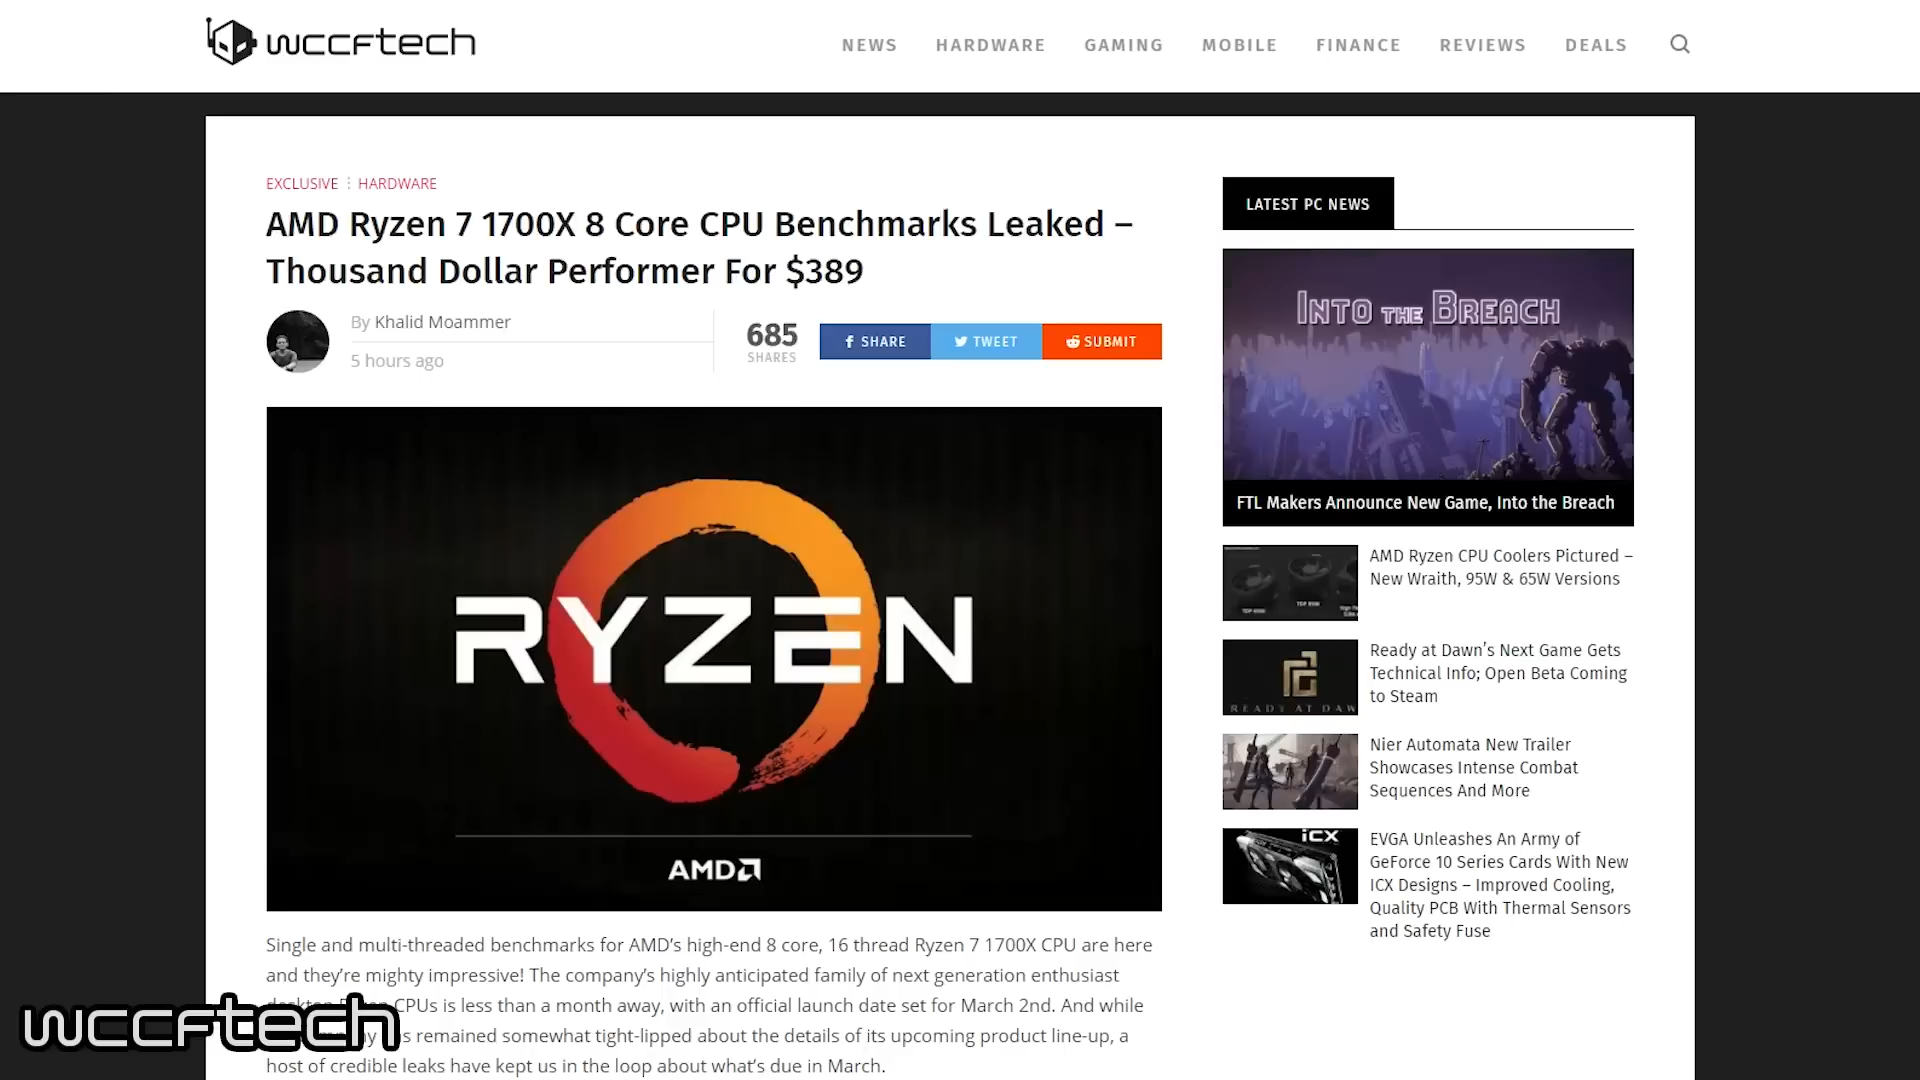 wccftech
NEWS HARDWARE GAMING MOBILE FINANCE REVIEWS DEALS
EXCLUSIVE HARDWARE
AMD Ryzen 7 1700X 8 Core CPU Benchmarks Leaked –
Thousand Dollar Performer For $389
By Khalid Moammer
5 hours ago
685
SHARES
SHARE TWEET SUBMIT
RYZEN
AMD
Single and multi-threaded benchmarks for AMD's high-end 8 core, 16 thread Ryzen 7 1700X CPU are here
and they're mighty impressive! The company's highly anticipated family of next generation enthusiast
CPUs is less than a month away, with an official launch date set for March 2nd. And while
remained somewhat tight-lipped about the details of its upcoming product line-up, a
host of credible leaks have kept us in the loop about what's due in March.
wccftech
LATEST PC NEWS
INTO THE BREACH
FTL Makers Announce New Game, Into the Breach
AMD Ryzen CPU Coolers Pictured –
New Wraith, 95W & 65W Versions
READY AT DAW
Ready at Dawn's Next Game Gets
Technical Info; Open Beta Coming
to Steam
Nier Automata New Trailer
Showcases Intense Combat
Sequences And More
iCX
EVGA Unleashes An Army of
GeForce 10 Series Cards With New
ICX Designs – Improved Cooling,
Quality PCB With Thermal Sensors
and Safety Fuse